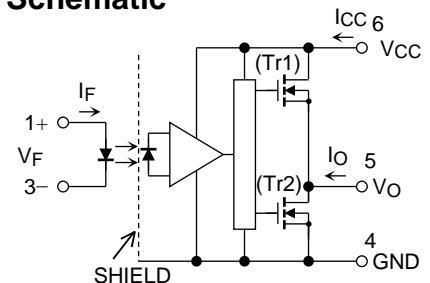 Schematic
ICC 6
VCC
(Tr1)
IF
1+
VF
3−
IO 5
VO
(Tr2)
4
GND
SHIELD